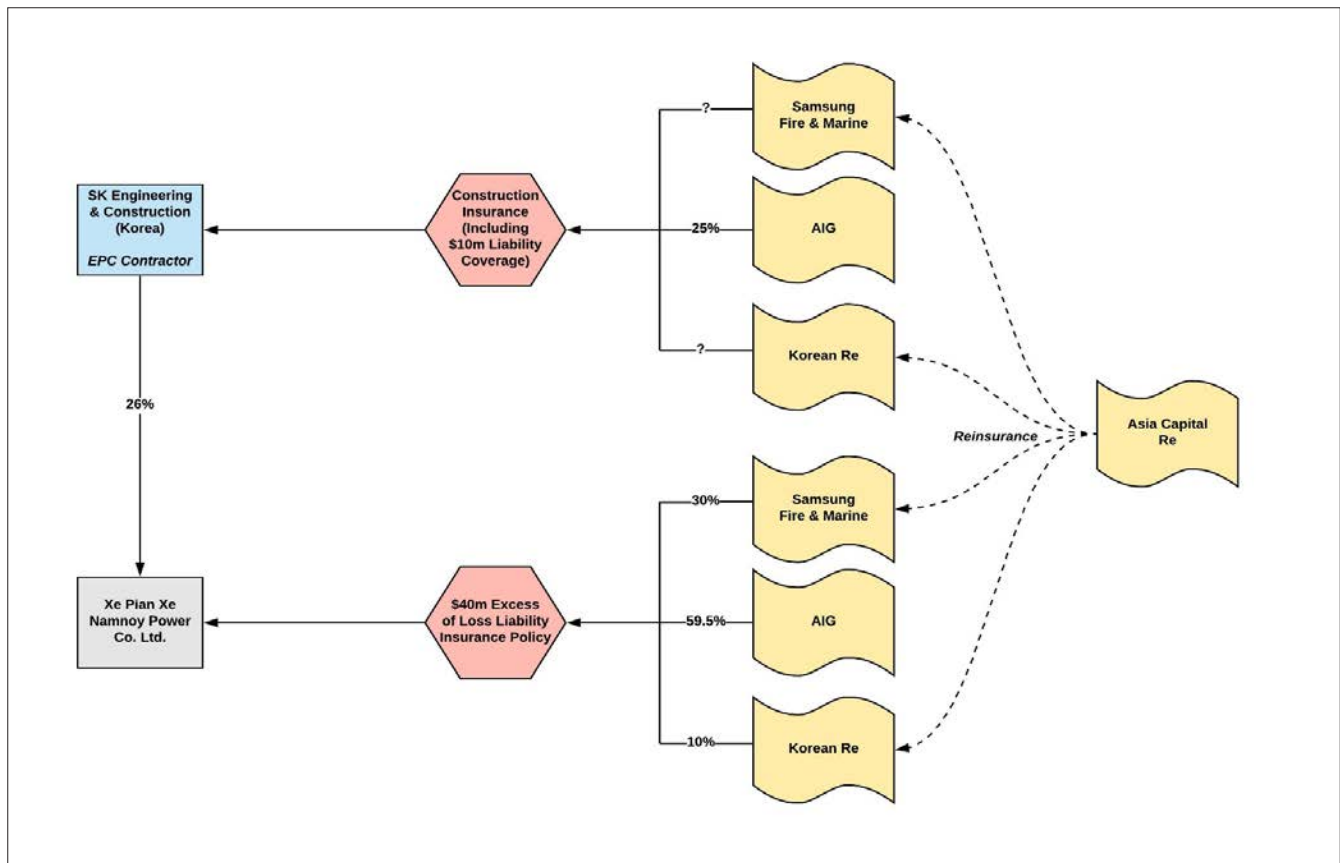 Samsung
Fire & Marine
?
SK Engineering
& Construction
(Korea)
EPC Contractor
Construction
Insurance
(Including
$10m Liability
Coverage)
25%
AIG
?
Korean Re
26%
Reinsurance
Asia Capital
Re
30%
Samsung
Fire & Marine
Xe Pian Xe
Namnoy Power
Co. Ltd.
$40m Excess
of Loss Liability
Insurance Policy
59.5%
AIG
10%
Korean Re